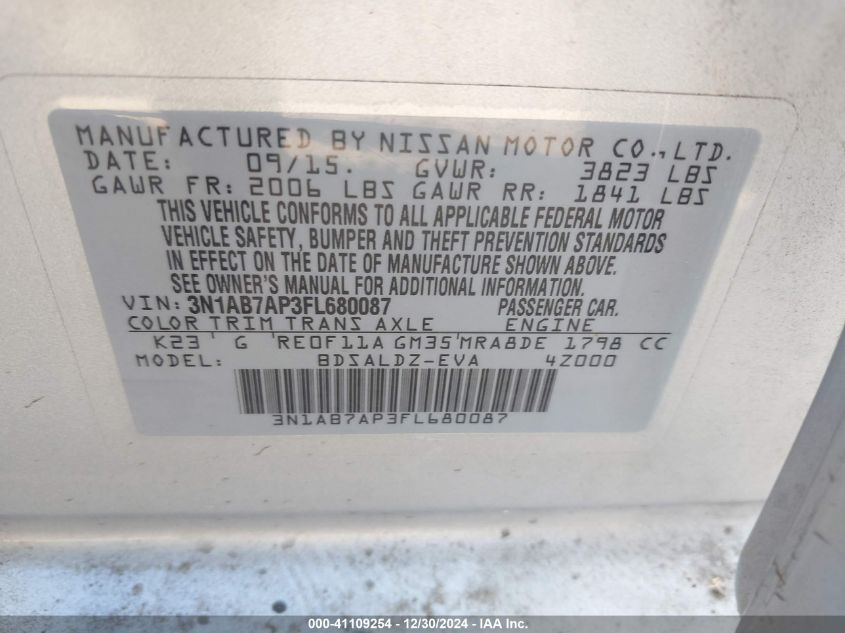 MANUFACTURED BY NISSAN MOTOR CO., LTD.
DATE: 09/15. GVWR: 3823 LBS
GAWR FR: 2006 LBS GAWR RR: 1841 LBS
THIS VEHICLE CONFORMS TO ALL APPLICABLE FEDERAL MOTOR
VEHICLE SAFETY, BUMPER AND THEFT PREVENTION STANDARDS
IN EFFECT ON THE DATE OF MANUFACTURE SHOWN ABOVE.
SEE OWNER'S MANUAL FOR ADDITIONAL INFORMATION.
VIN: 3N1AB7AP3FL680087 PASSENGER CAR.
COLOR TRIM TRANS AXLE ENGINE
K23 G RE0F11A GM35 MRA8DE 1798 CC
MODEL: BDSALDZ-EVA 4Z000
3N1AB7AP3FL680087
000-41109254 - 12/30/2024 - IAA Inc.